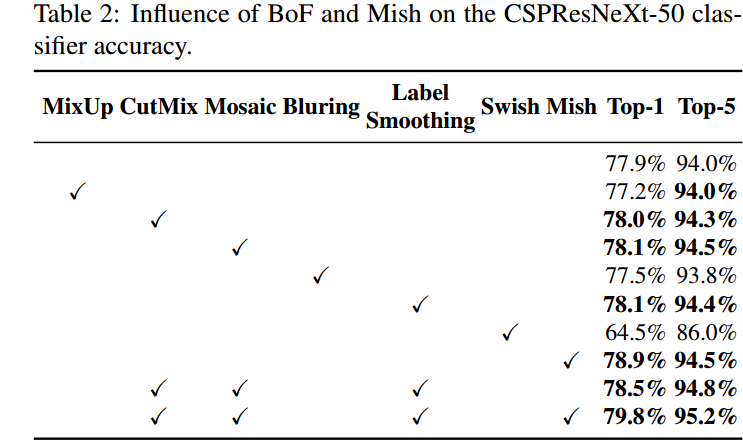 Table 2: Influence of BoF and Mish on the CSPResNeXt-50 clas-
sifier accuracy.
MixUp CutMix Mosaic Bluring Label Smoothing Swish Mish Top-1 Top-5
77.9% 94.0%
✓ 77.2% 94.0%
✓ 78.0% 94.3%
✓ 78.1% 94.5%
✓ 77.5% 93.8%
✓ 78.1% 94.4%
✓ 64.5% 86.0%
✓ 78.9% 94.5%
✓ ✓ ✓ 78.5% 94.8%
✓ ✓ ✓ ✓ 79.8% 95.2%